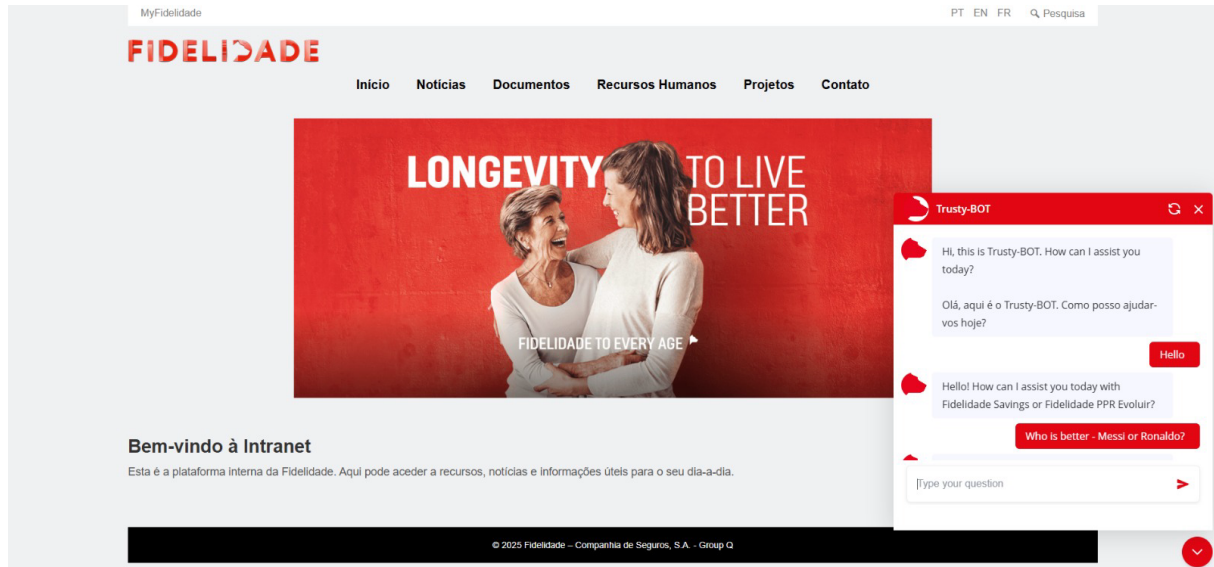 MyFidelidade
PT EN FR Pesquisa
FIDELIDADE
Início Notícias Documentos Recursos Humanos Projetos Contato
LONGEVITY TO LIVE
BETTER
FIDELIDADE TO EVERY AGE
Bem-vindo à Intranet
Esta é a plataforma interna da Fidelidade. Aqui pode aceder a recursos, notícias e informações úteis para o seu dia-a-dia.
© 2025 Fidelidade – Companhia de Seguros, S.A. - Group Q
Trusty-BOT
Hi, this is Trusty-BOT. How can I assist you
today?
Olá, aqui é o Trusty-BOT. Como posso ajudar-
vos hoje?
Hello
Hello! How can I assist you today with
Fidelidade Savings or Fidelidade PPR Evoluir?
Who is better - Messi or Ronaldo?
Type your question